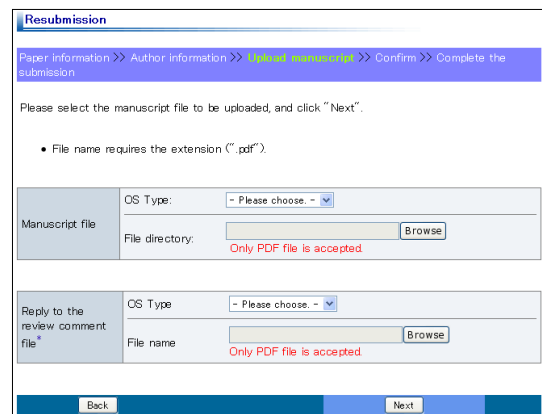 Resubmission
Paper information >> Author information >> Upload manuscript >> Confirm >> Complete the
submission
Please select the manuscript file to be uploaded, and click “Next”.
• File name requires the extension (“.pdf”).
Manuscript file
OS Type:
- Please choose. -
File directory:
Browse
Only PDF file is accepted.
Reply to the
review comment
file*
OS Type
- Please choose. -
File name
Browse
Only PDF file is accepted.
Back
Next